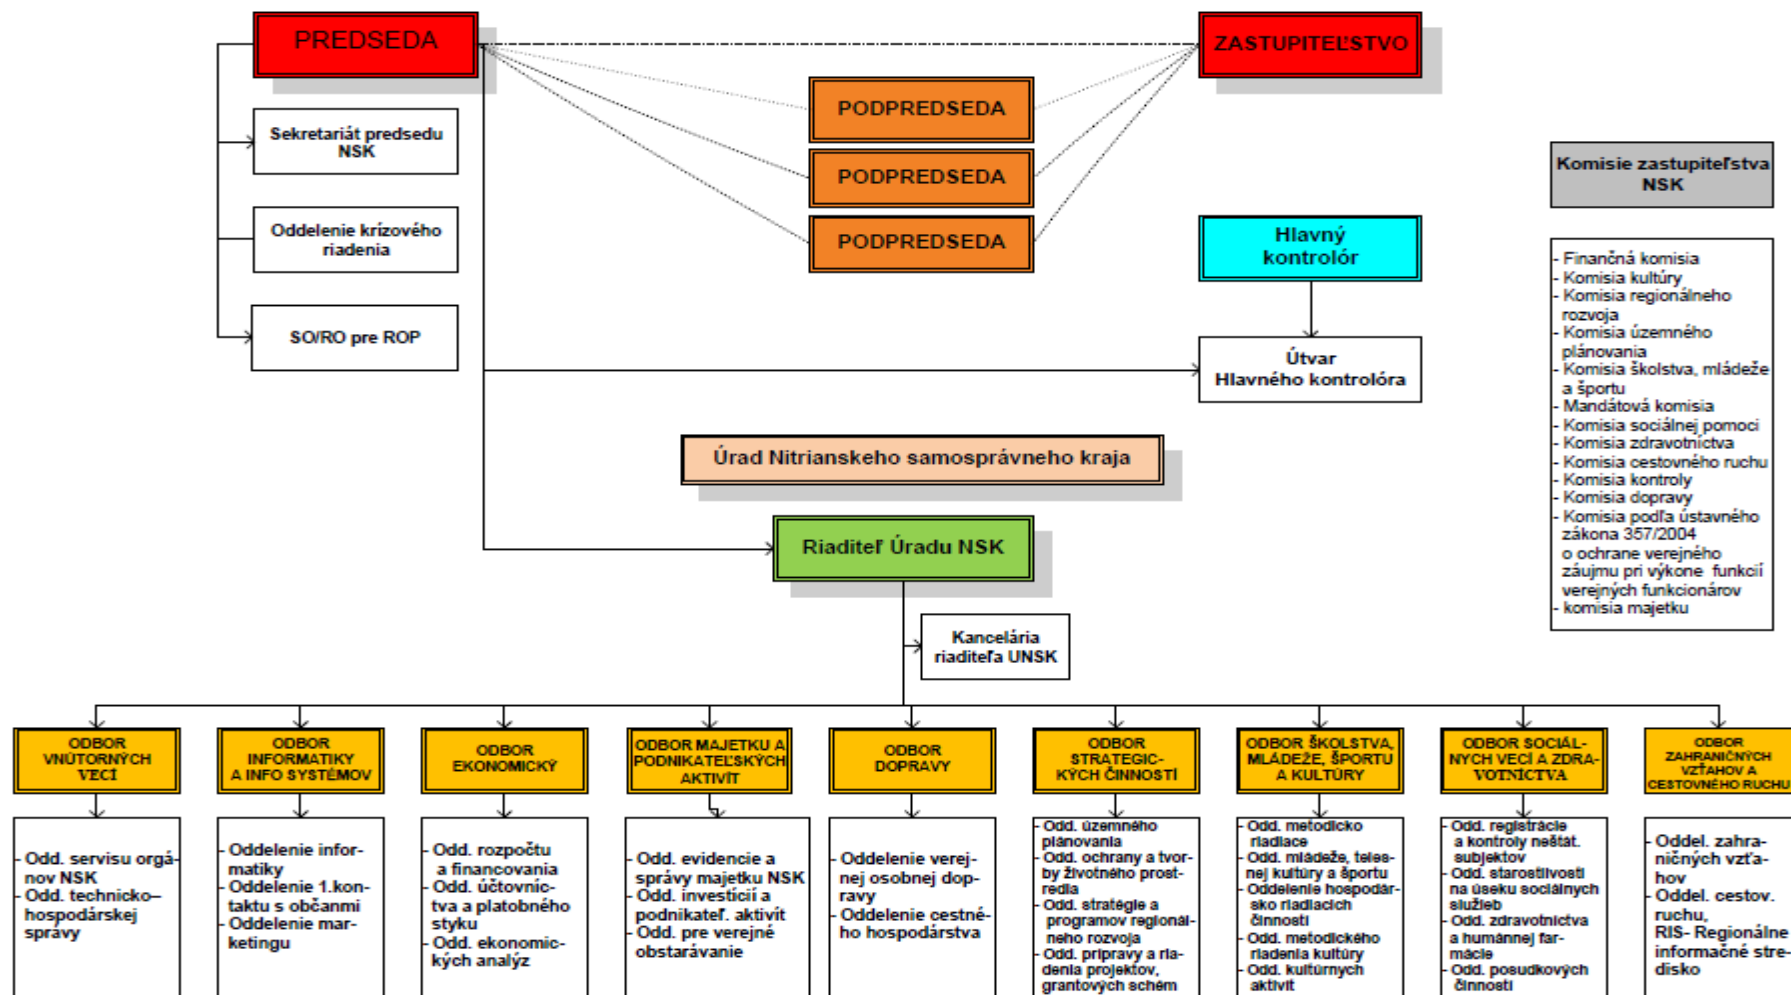 PREDSEDA
ZASTUPITEĽSTVO
PODPREDSEDA
PODPREDSEDA
PODPREDSEDA
Sekretariát predsedu
NSK
Oddelenie krízového
riadenia
SO/RO pre ROP
Hlavný
kontrolór
Útvar
Hlavného kontrolóra
Komisie zastupiteľstva
NSK
- Finančná komisia
- Komisia kultúry
- Komisia regionálneho
rozvoja
- Komisia územného
plánovania
- Komisia školstva, mládeže
a športu
- Mandátová komisia
- Komisia sociálnej pomoci
- Komisia zdravotníctva
- Komisia cestovného ruchu
- Komisia kontroly
- Komisia dopravy
- Komisia podľa ústavného
zákona 357/2004
o ochrane verejného
záujmu pri výkone funkcií
verejných funkcionárov
- komisia majetku
Úrad Nitrianskeho samosprávneho kraja
Riaditeľ Úradu NSK
Kancelária
riaditeľa UNSK
ODBOR
VNÚTORNÝCH
VECÍ
- Odd. servisu orgá-
nov NSK
- Odd. technicko–
hospodárskej
správy
ODBOR
INFORMATIKY
A INFO SYSTÉMOV
- Oddelenie infor-
matiky
- Oddelenie 1.kon-
taktu s občanmi
- Oddelenie mar-
ketingu
ODBOR
EKONOMICKÝ
- Odd. rozpočtu
a financovania
- Odd. účtovníc-
tva a platobného
styku
- Odd. ekonomic-
kých analýz
ODBOR MAJETKU A
PODNIKATEĽSKÝCH
AKTIVÍT
- Odd. evidencie a
správy majetku NSK
- Odd. investícií a
podnikateľ. aktivít
- Odd. pre verejné
obstarávanie
ODBOR
DOPRAVY
- Oddelenie verej-
nej osobnej dop-
ravy
- Oddelenie cestné-
ho hospodárstva
ODBOR
STRATEGIC-
KÝCH ČINNOSTÍ
- Odd. územného
plánovania
- Odd. ochrany a tvor-
by životného prost-
redia
- Odd. stratégie a
programov regionál-
neho rozvoja
- Odd. prípravy a ria-
denia projektov,
grantových schém
ODBOR ŠKOLSTVA,
MLÁDEŽE, ŠPORTU
A KULTÚRY
- Odd. metodicko
riadiace
- Odd. mládeže, teles-
nej kultúry a športu
- Oddelenie hospodár-
sko riadiacich
činností
- Odd. metodického
riadenia kultúry
- Odd. kultúrnych
aktivít
ODBOR SOCIÁL-
NYCH VECÍ A ZDRA-
VOTNÍCTVA
- Odd. registrácie
a kontroly neštát.
subjektov
- Odd. starostlivosti
na úseku sociálnych
služieb
- Odd. zdravotníctva
a humánnej far-
mácie
- Odd. posudkových
činností
ODBOR
ZAHRANIČNÝCH
VZŤAHOV A
CESTOVNÉHO RUCHU
- Oddel. zahra-
ničných vzťa-
hov
- Oddel. cestov.
ruchu,
RIS- Regionálne
informačné stre-
disko